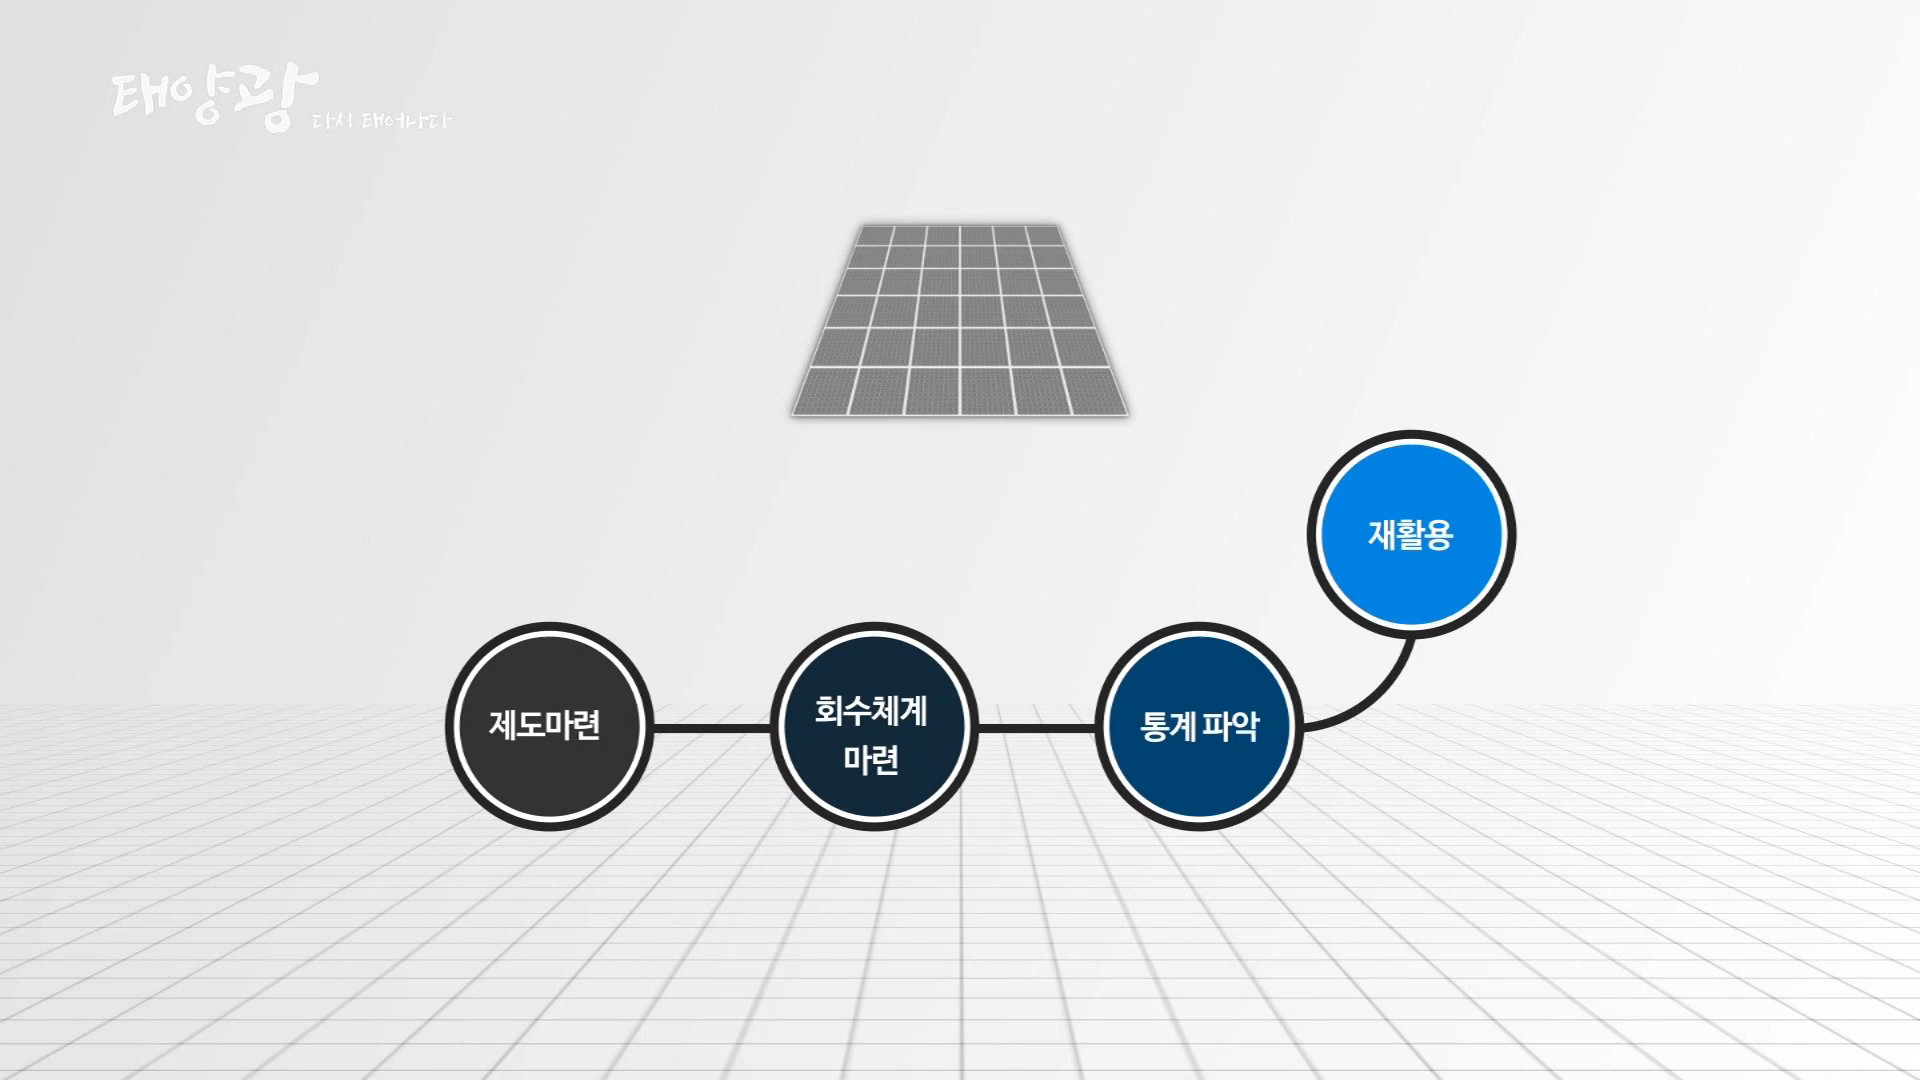 태양광
다시 태어나다
재활용
제도마련
회수체계
마련
통계 파악